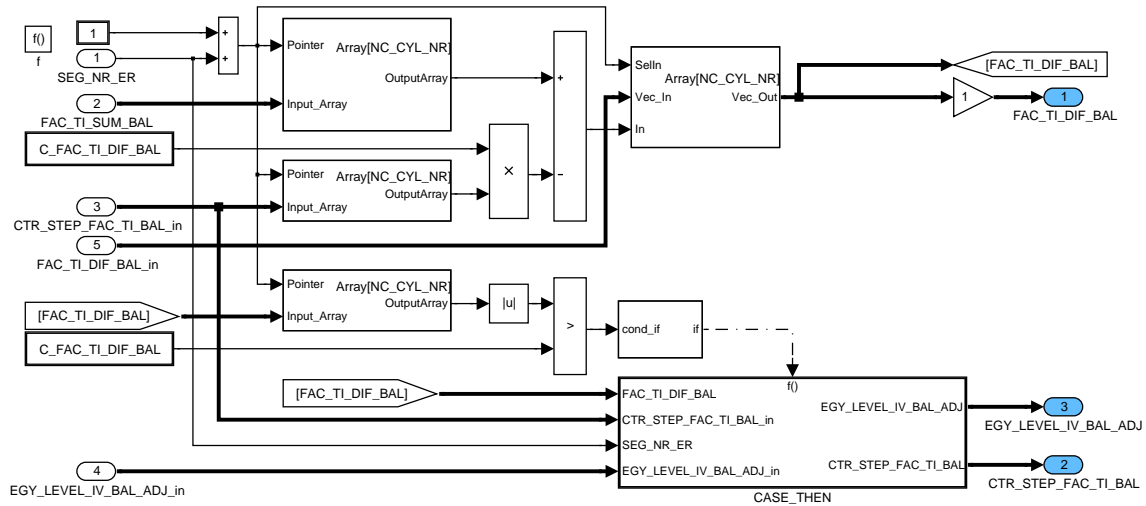 f()
f
1
1
SEG_NR_ER
2
FAC_TI_SUM_BAL
C_FAC_TI_DIF_BAL
3
CTR_STEP_FAC_TI_BAL_in
5
FAC_TI_DIF_BAL_in
[FAC_TI_DIF_BAL]
C_FAC_TI_DIF_BAL
4
EGY_LEVEL_IV_BAL_ADJ_in
+
+
Pointer
Array[NC_CYL_NR]
OutputArray
Input_Array
Pointer
Array[NC_CYL_NR]
OutputArray
Input_Array
×
+
−
SelIn
Array[NC_CYL_NR]
Vec_In
Vec_Out
In
[FAC_TI_DIF_BAL]
1
1
FAC_TI_DIF_BAL
Pointer
Array[NC_CYL_NR]
OutputArray
Input_Array
|u|
>
cond_if
if
[FAC_TI_DIF_BAL]
f()
FAC_TI_DIF_BAL
CTR_STEP_FAC_TI_BAL_in
SEG_NR_ER
EGY_LEVEL_IV_BAL_ADJ_in
EGY_LEVEL_IV_BAL_ADJ
CTR_STEP_FAC_TI_BAL
CASE_THEN
3
EGY_LEVEL_IV_BAL_ADJ
2
CTR_STEP_FAC_TI_BAL